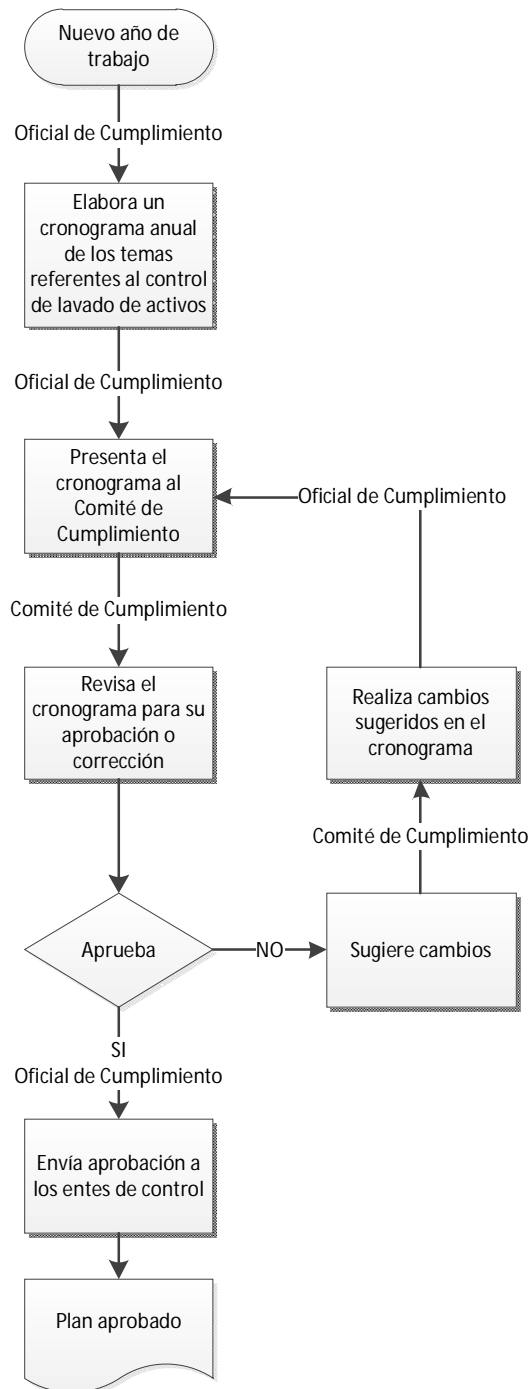 Nuevo año de
trabajo
Oficial de Cumplimiento
Elabora un
cronograma anual
de los temas
referentes al control
de lavado de activos
Oficial de Cumplimiento
Presenta el
cronograma al
Comité de
Cumplimiento
Oficial de Cumplimiento
Comité de Cumplimiento
Revisa el
cronograma para su
aprobación o
corrección
Realiza cambios
sugeridos en el
cronograma
Comité de Cumplimiento
Aprueba
NO
Sugiere cambios
SI
Oficial de Cumplimiento
Envía aprobación a
los entes de control
Plan aprobado